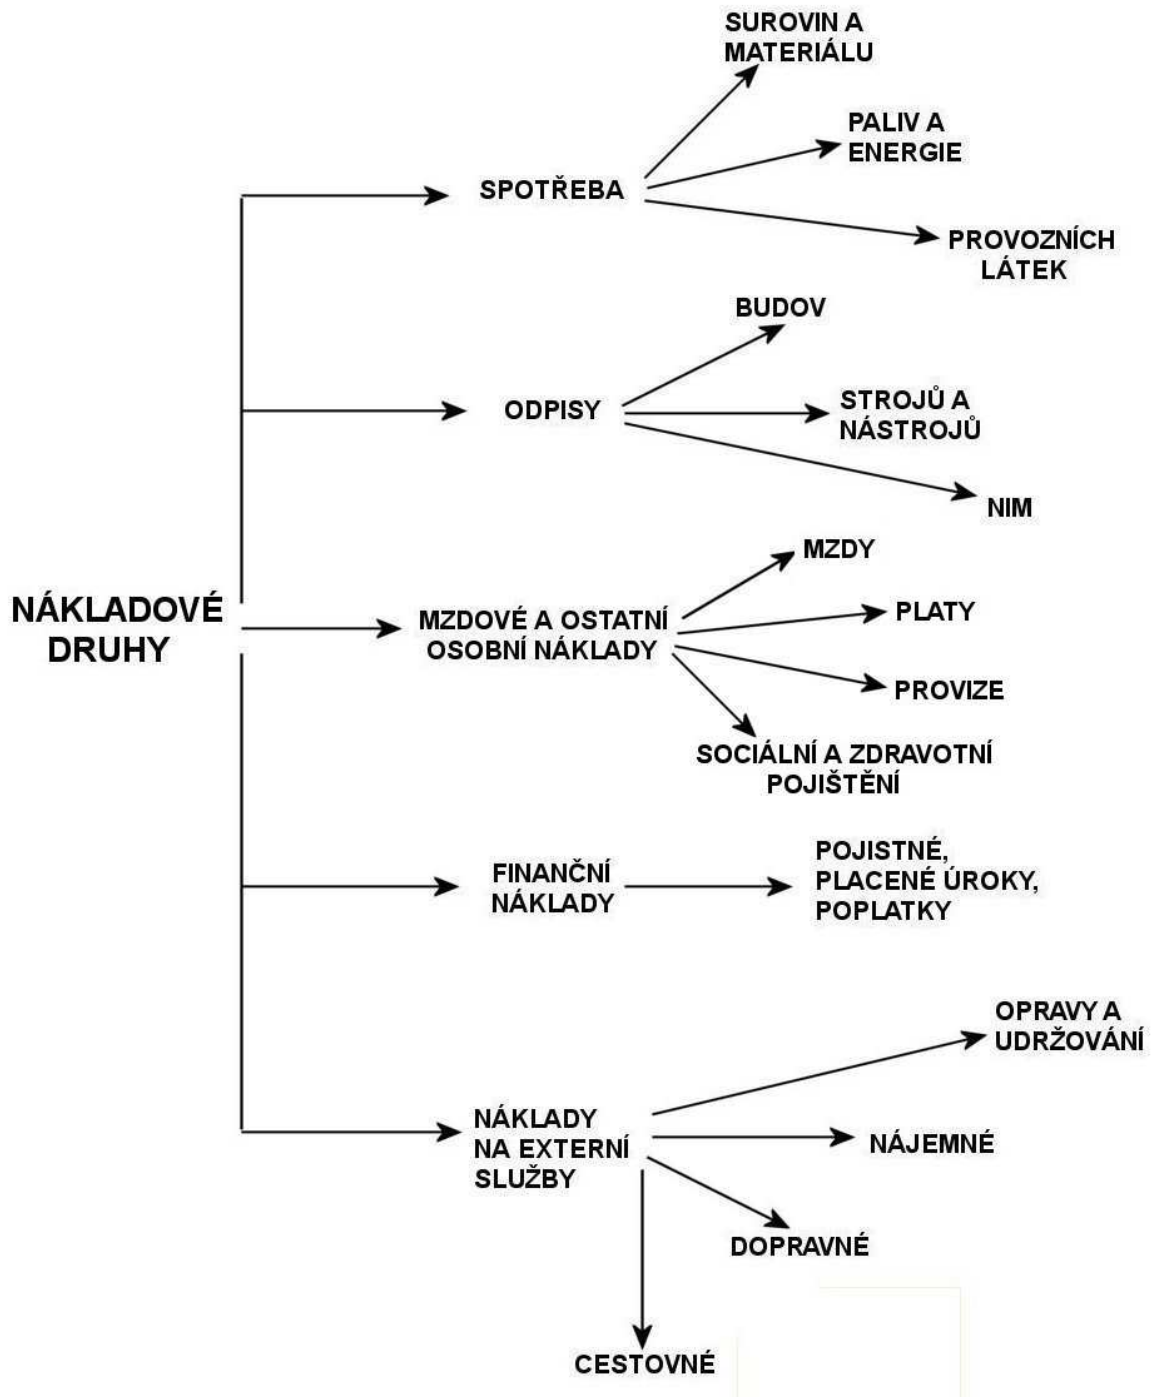 SUROVIN A
MATERIÁLU
PALIV A
ENERGIE
SPOTŘEBA
PROVOZNÍCH
LÁTEK
BUDOV
ODPISY
STROJŮ A
NÁSTROJŮ
NIM
MZDY
NÁKLADOVÉ
DRUHY
MZDOVÉ A OSTATNÍ
OSOBNÍ NÁKLADY
PLATY
PROVIZE
SOCIÁLNÍ A ZDRAVOTNÍ
POJIŠTĚNÍ
FINANČNÍ
NÁKLADY
POJISTNÉ,
PLACENÉ ÚROKY,
POPLATKY
OPRAVY A
UDRŽOVÁNÍ
NÁKLADY
NA EXTERNÍ
SLUŽBY
NÁJEMNÉ
DOPRAVNÉ
CESTOVNÉ